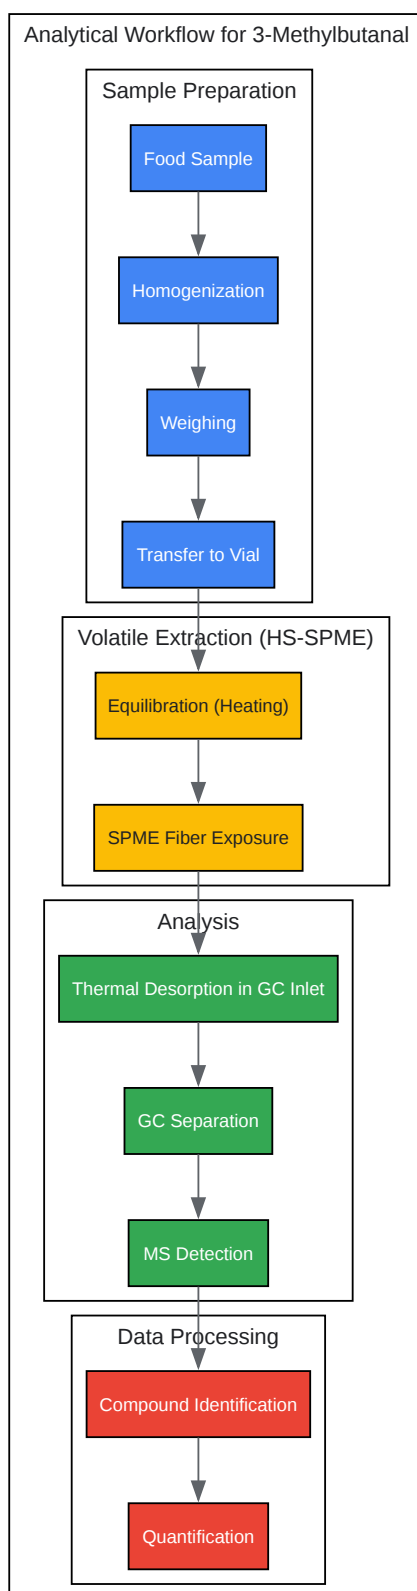 Analytical Workflow for 3-Methylbutanal
Sample Preparation
Food Sample
Homogenization
Weighing
Transfer to Vial
Volatile Extraction (HS-SPME)
Equilibration (Heating)
SPME Fiber Exposure
Analysis
Thermal Desorption in GC Inlet
GC Separation
MS Detection
Data Processing
Compound Identification
Quantification